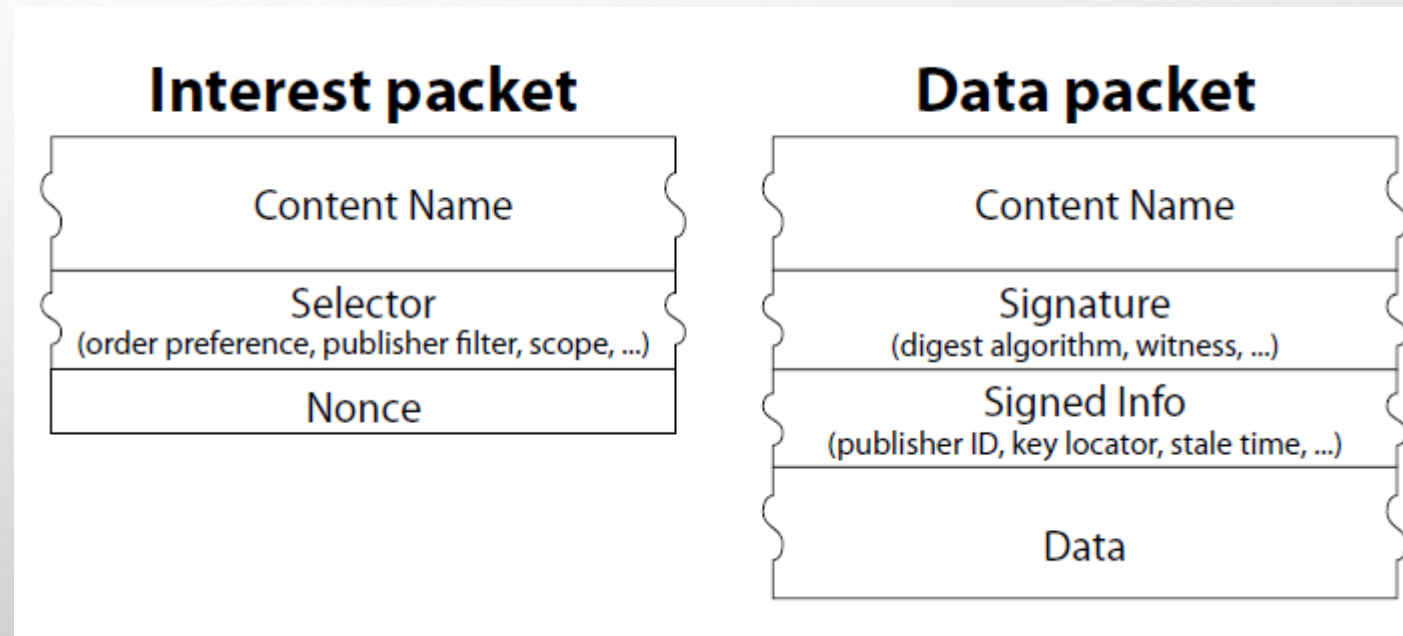 Interest packet
Content Name
Selector
(order preference, publisher filter, scope, ...)
Nonce
Data packet
Content Name
Signature
(digest algorithm, witness, ...)
Signed Info
(publisher ID, key locator, stale time, ...)
Data